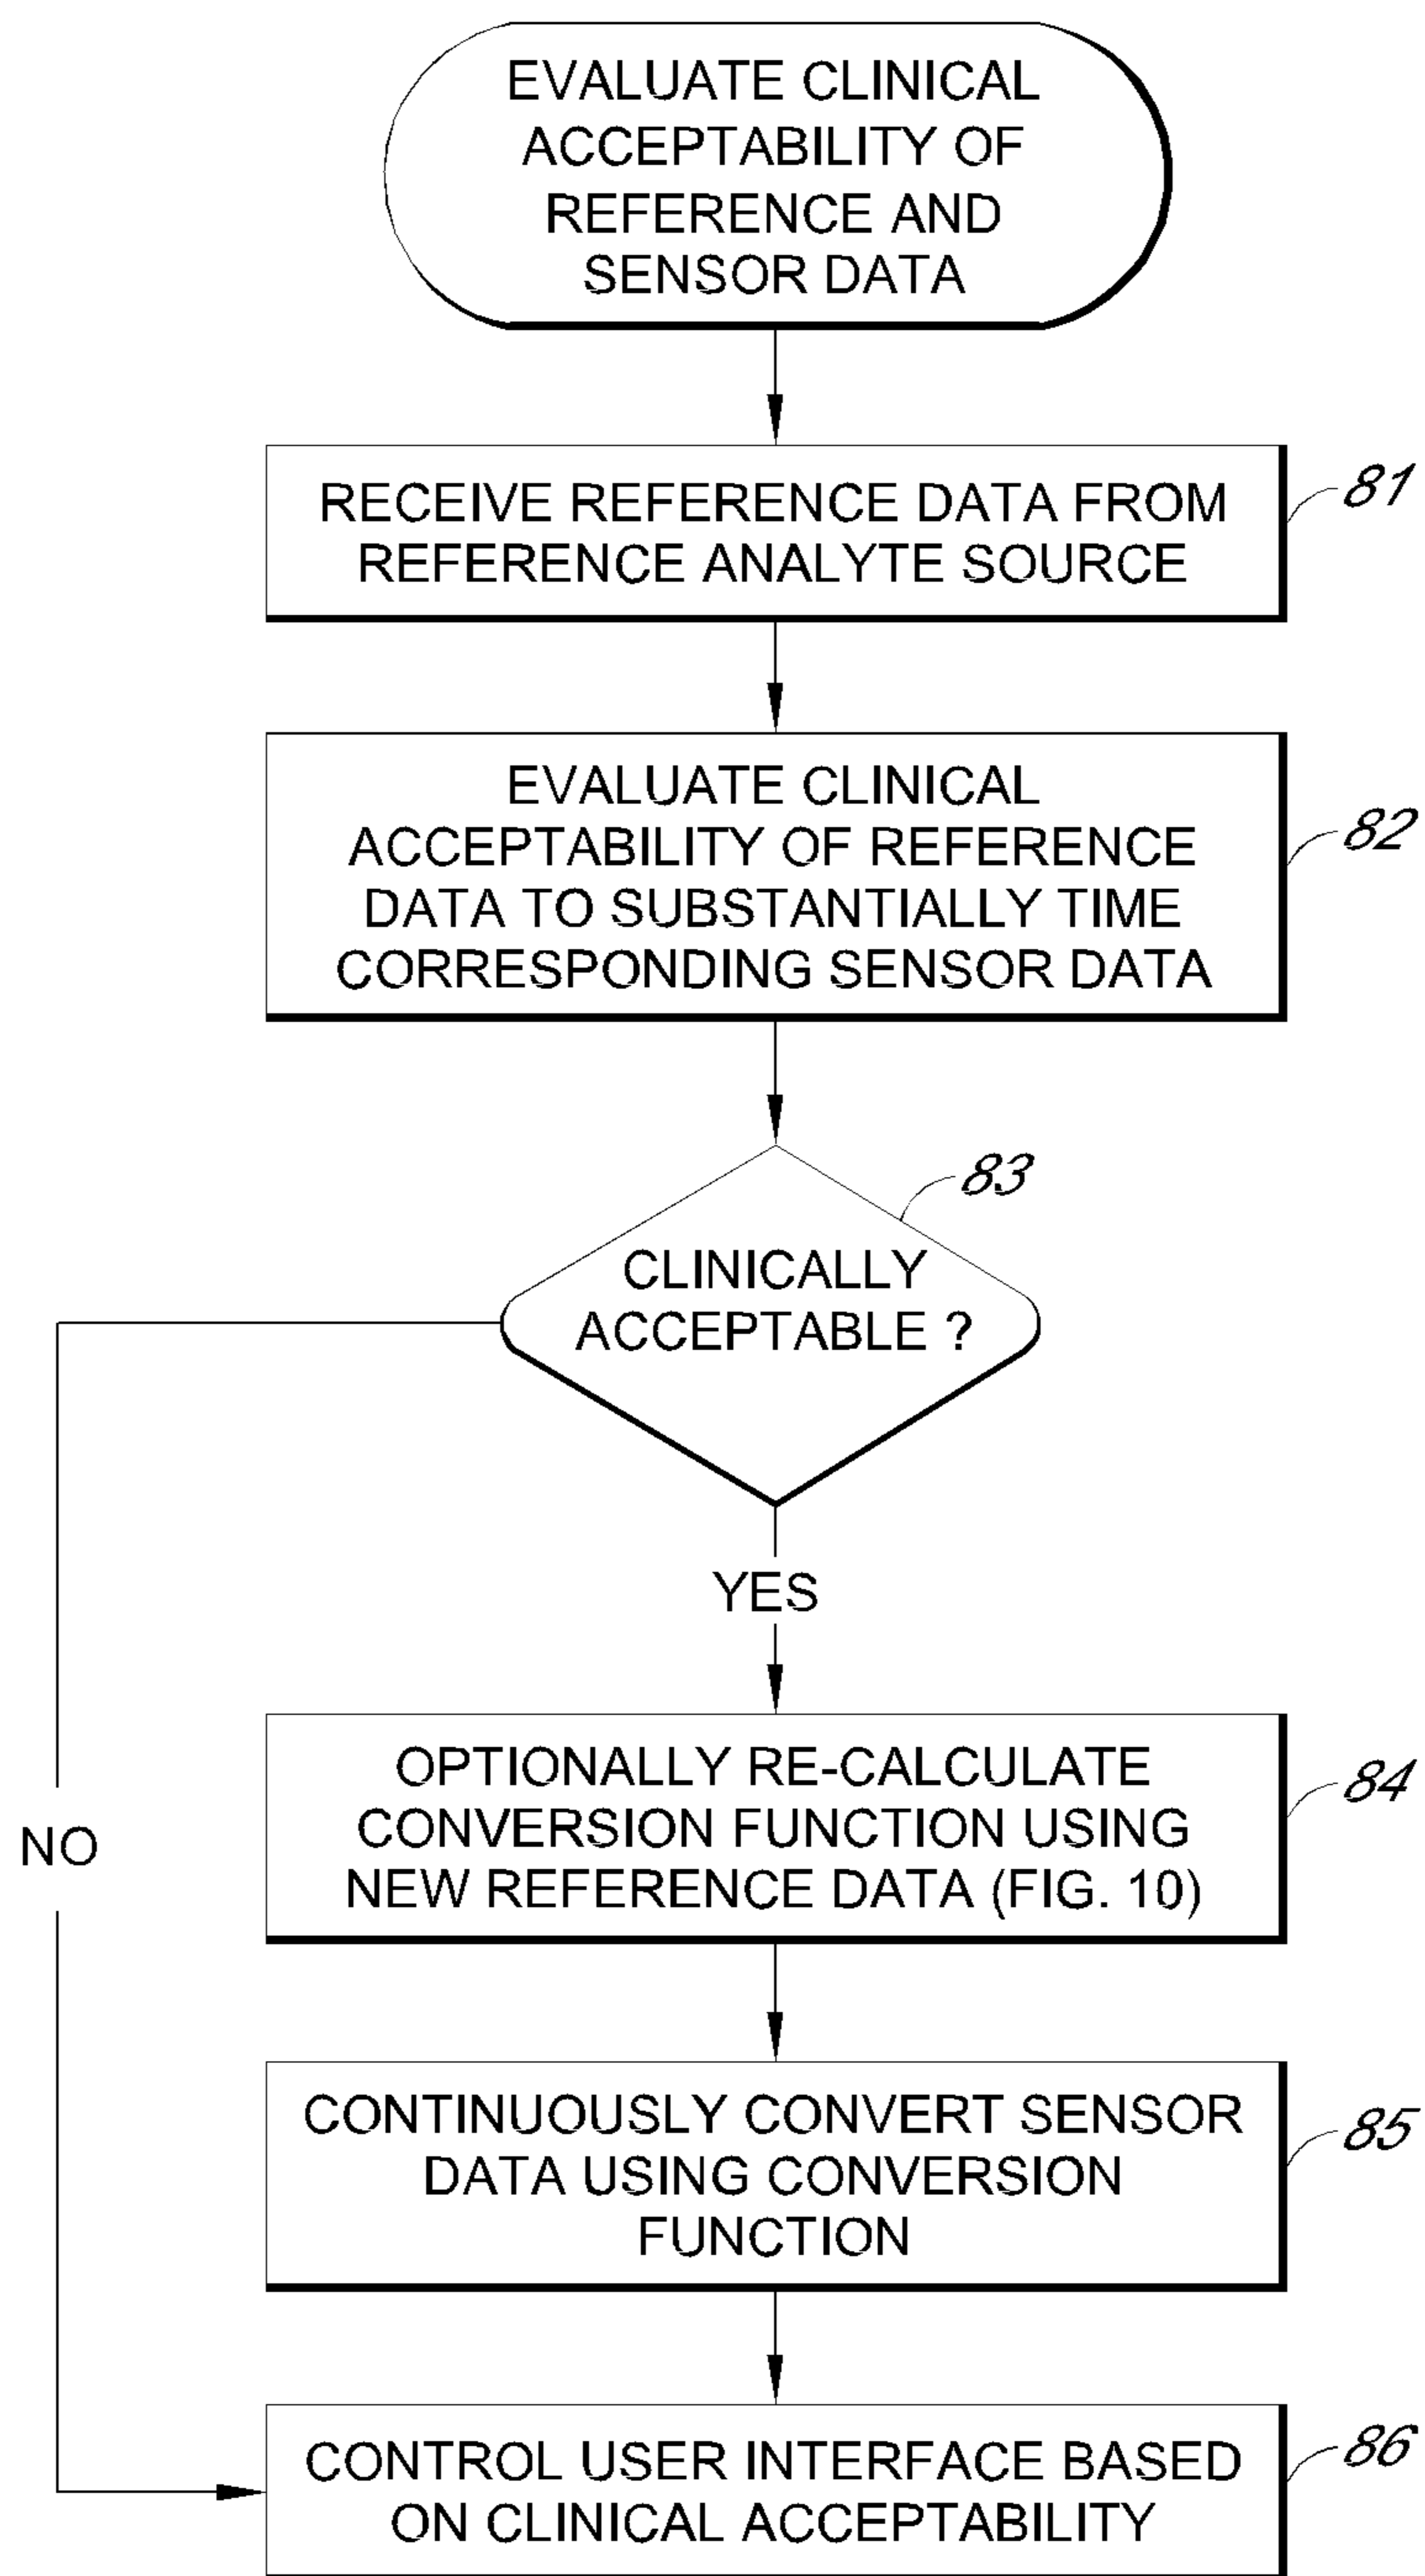 EVALUATE CLINICAL
ACCEPTABILITY OF
REFERENCE AND
SENSOR DATA
RECEIVE REFERENCE DATA FROM
REFERENCE ANALYTE SOURCE
81
EVALUATE CLINICAL
ACCEPTABILITY OF REFERENCE
DATA TO SUBSTANTIALLY TIME
CORRESPONDING SENSOR DATA
82
83
CLINICALLY
ACCEPTABLE ?
YES
NO
OPTIONALLY RE-CALCULATE
CONVERSION FUNCTION USING
NEW REFERENCE DATA (FIG. 10)
84
CONTINUOUSLY CONVERT SENSOR
DATA USING CONVERSION
FUNCTION
85
CONTROL USER INTERFACE BASED
ON CLINICAL ACCEPTABILITY
86